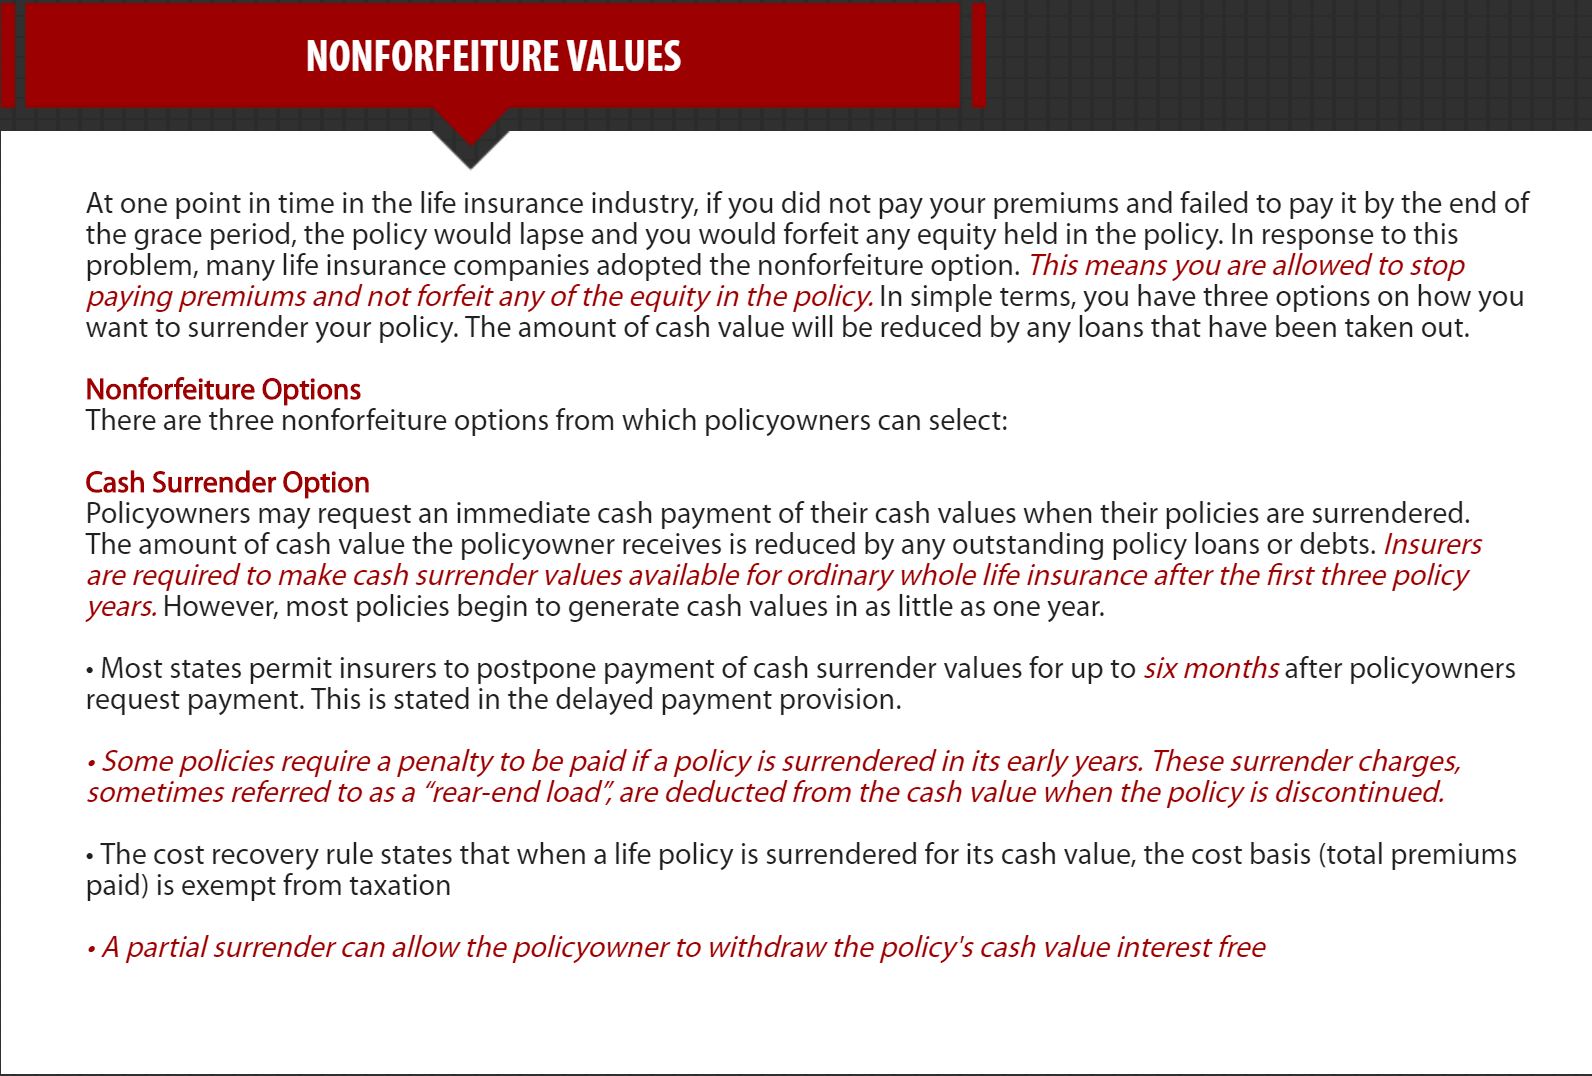 NONFORFEITURE VALUES
At one point in time in the life insurance industry, if you did not pay your premiums and failed to pay it by the end of
the grace period, the policy would lapse and you would forfeit any equity held in the policy. In response to this
problem, many life insurance companies adopted the nonforfeiture option. This means you are allowed to stop
paying premiums and not forfeit any of the equity in the policy. In simple terms, you have three options on how you
want to surrender your policy. The amount of cash value will be reduced by any loans that have been taken out.
Nonforfeiture Options
There are three nonforfeiture options from which policyowners can select:
Cash Surrender Option
Policyowners may request an immediate cash payment of their cash values when their policies are surrendered.
The amount of cash value the policyowner receives is reduced by any outstanding policy loans or debts. Insurers
are required to make cash surrender values available for ordinary whole life insurance after the first three policy
years. However, most policies begin to generate cash values in as little as one year.
• Most states permit insurers to postpone payment of cash surrender values for up to six months after policyowners
request payment. This is stated in the delayed payment provision.
• Some policies require a penalty to be paid if a policy is surrendered in its early years. These surrender charges,
sometimes referred to as a “rear-end load”, are deducted from the cash value when the policy is discontinued.
• The cost recovery rule states that when a life policy is surrendered for its cash value, the cost basis (total premiums
paid) is exempt from taxation
• A partial surrender can allow the policyowner to withdraw the policy's cash value interest free